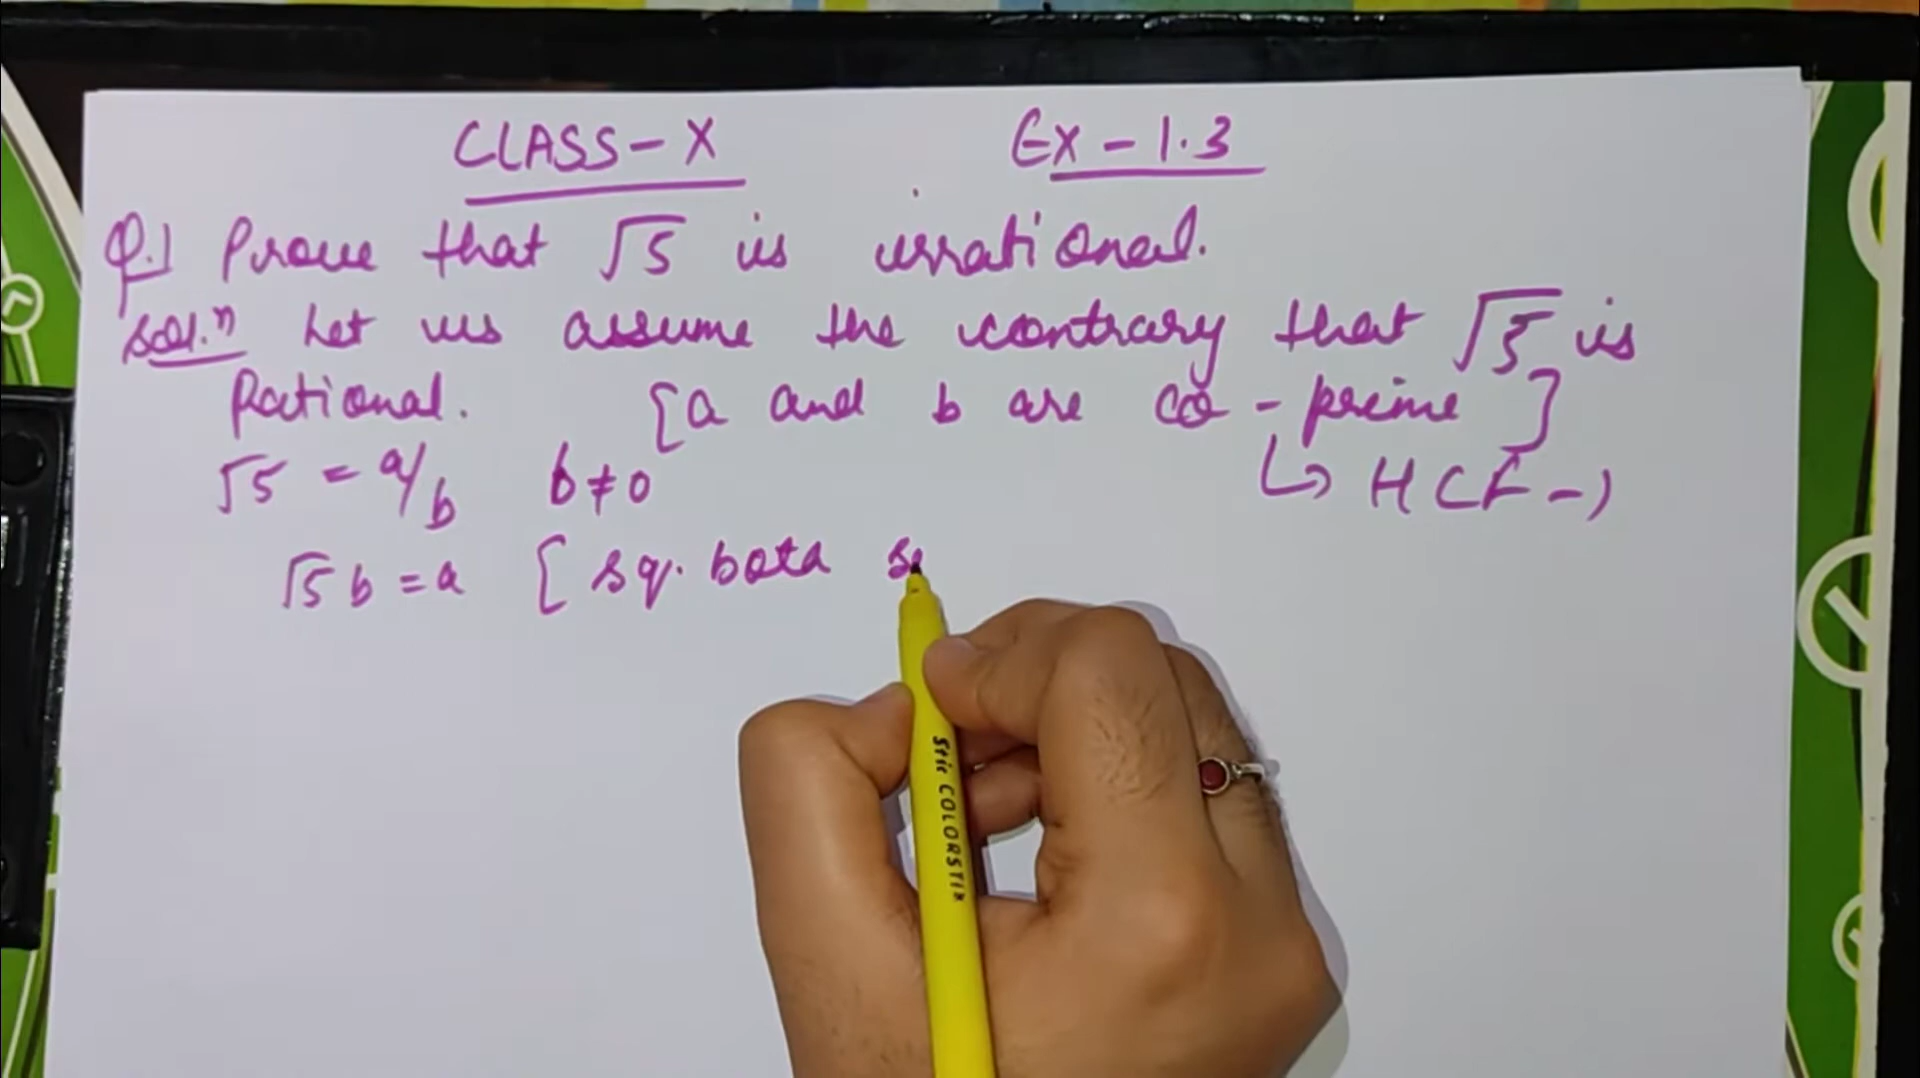 CLASS-X Ex - 1.3
Q.1 Prove that √5 is irrational.
Sol.ⁿ Let us assume the contrary that √5 is
Rational. [a and b are co-prime]
√5 = a/b b≠0 ↳ HCF-1
√5 b = a [sq. both s
Stic COLORSTIX